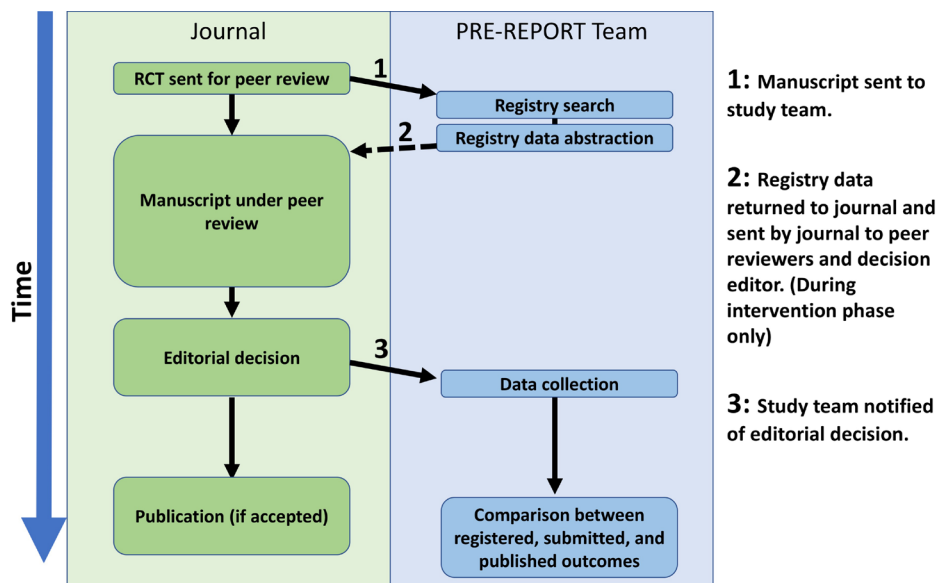 Journal
PRE-REPORT Team
RCT sent for peer review
1
Registry search
2
Registry data abstraction
Manuscript under peer
review
Editorial decision
3
Data collection
Publication (if accepted)
Comparison between
registered, submitted, and
published outcomes
Time
1: Manuscript sent to
study team.
2: Registry data
returned to journal and
sent by journal to peer
reviewers and decision
editor. (During
intervention phase
only)
3: Study team notified
of editorial decision.